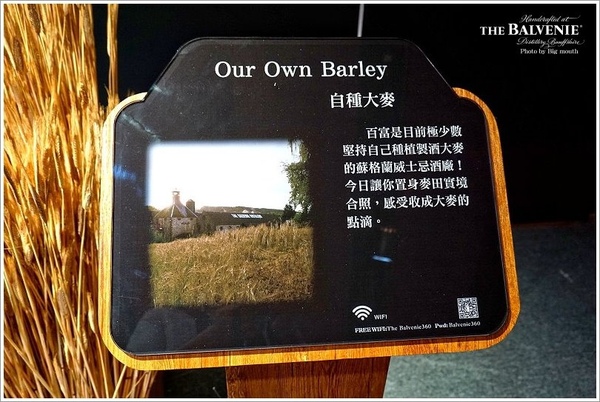 Handcrafted at
THE BALVENIE®
Distillery Banffshire
Photo by Big mouth
Our Own Barley
自種大麥
百富是目前極少數
堅持自己種植製酒大麥
的蘇格蘭威士忌酒廠！
今日讓你置身麥田實境
合照，感受收成大麥的
點滴。
WIFI
FREE WIFI:The Balvenie360 Pwd: Balvenie360